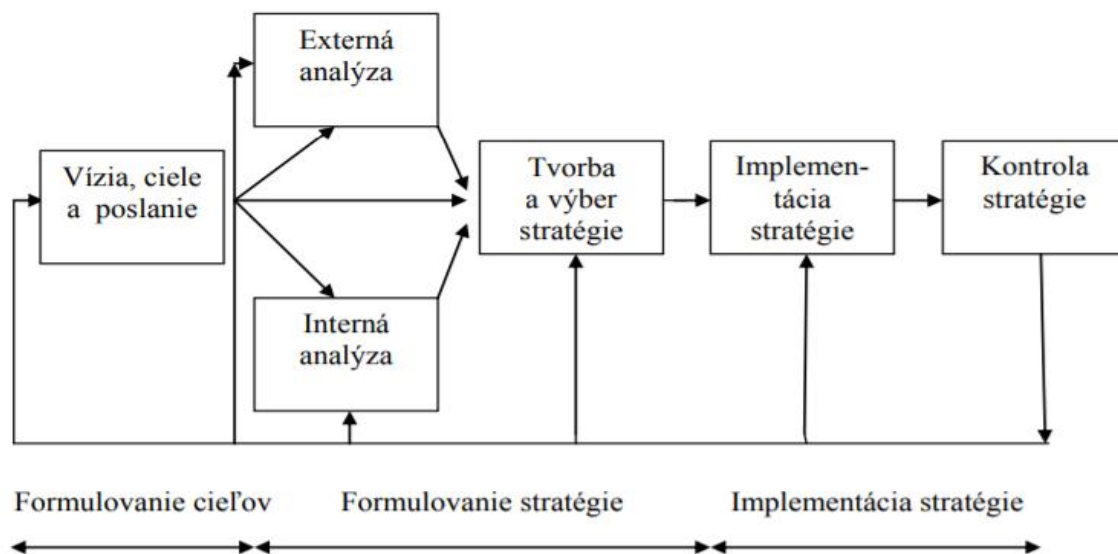 Externá
analýza
Vízia, ciele
a poslanie
Tvorba
a výber
stratégie
Implemen-
tácia
stratégie
Kontrola
stratégie
Interná
analýza
Formulovanie cieľov
Formulovanie stratégie
Implementácia stratégie